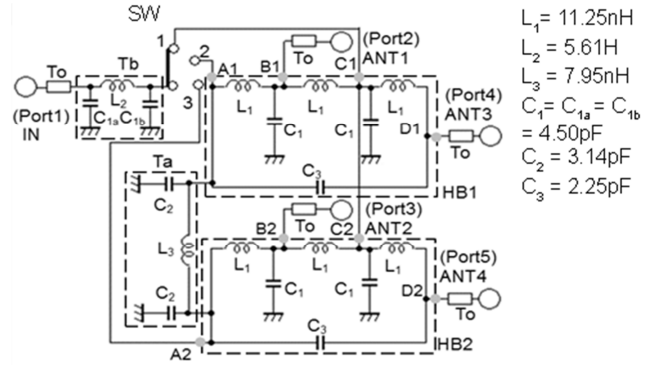 SW
L1= 11.25nH
L2 = 5.61H
L3 = 7.95nH
C1= C1a = C1b
= 4.50pF
C2 = 3.14pF
C3 = 2.25pF
1
2
3
To
Tb
L2
C1a C1b
(Port1)
IN
A1
B1
To
(Port2)
ANT1
C1
L1
L1
L1
C1
C1
D1
(Port4)
ANT3
To
C3
HB1
Ta
C2
L3
C2
A2
B2
To
(Port3)
ANT2
C2
L1
L1
L1
C1
C1
D2
(Port5)
ANT4
To
C3
HB2